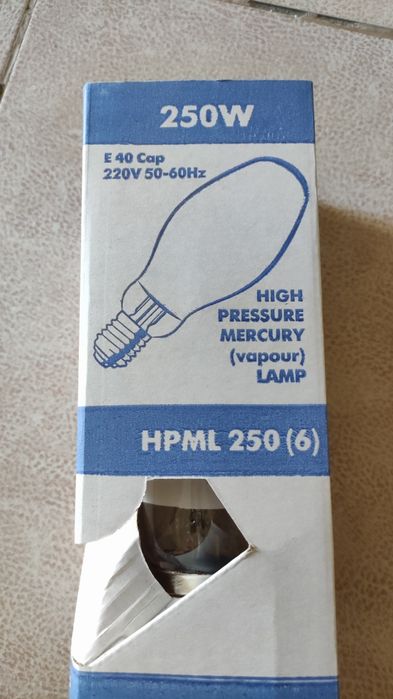 250W
E 40 Cap
220V 50-60Hz
HIGH
PRESSURE
MERCURY
(vapour)
LAMP
HPML 250 (6)